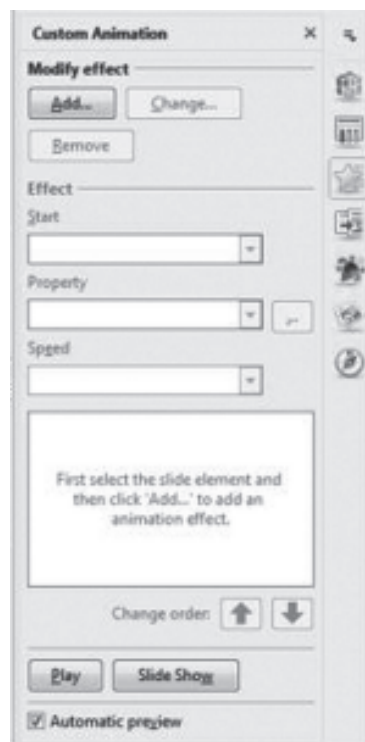 Custom Animation
Modify effect
Add... Change...
Remove
Effect
Start
Property
Speed
First select the slide element and
then click 'Add...' to add an
animation effect.
Change order:
Play Slide Show
Automatic preview